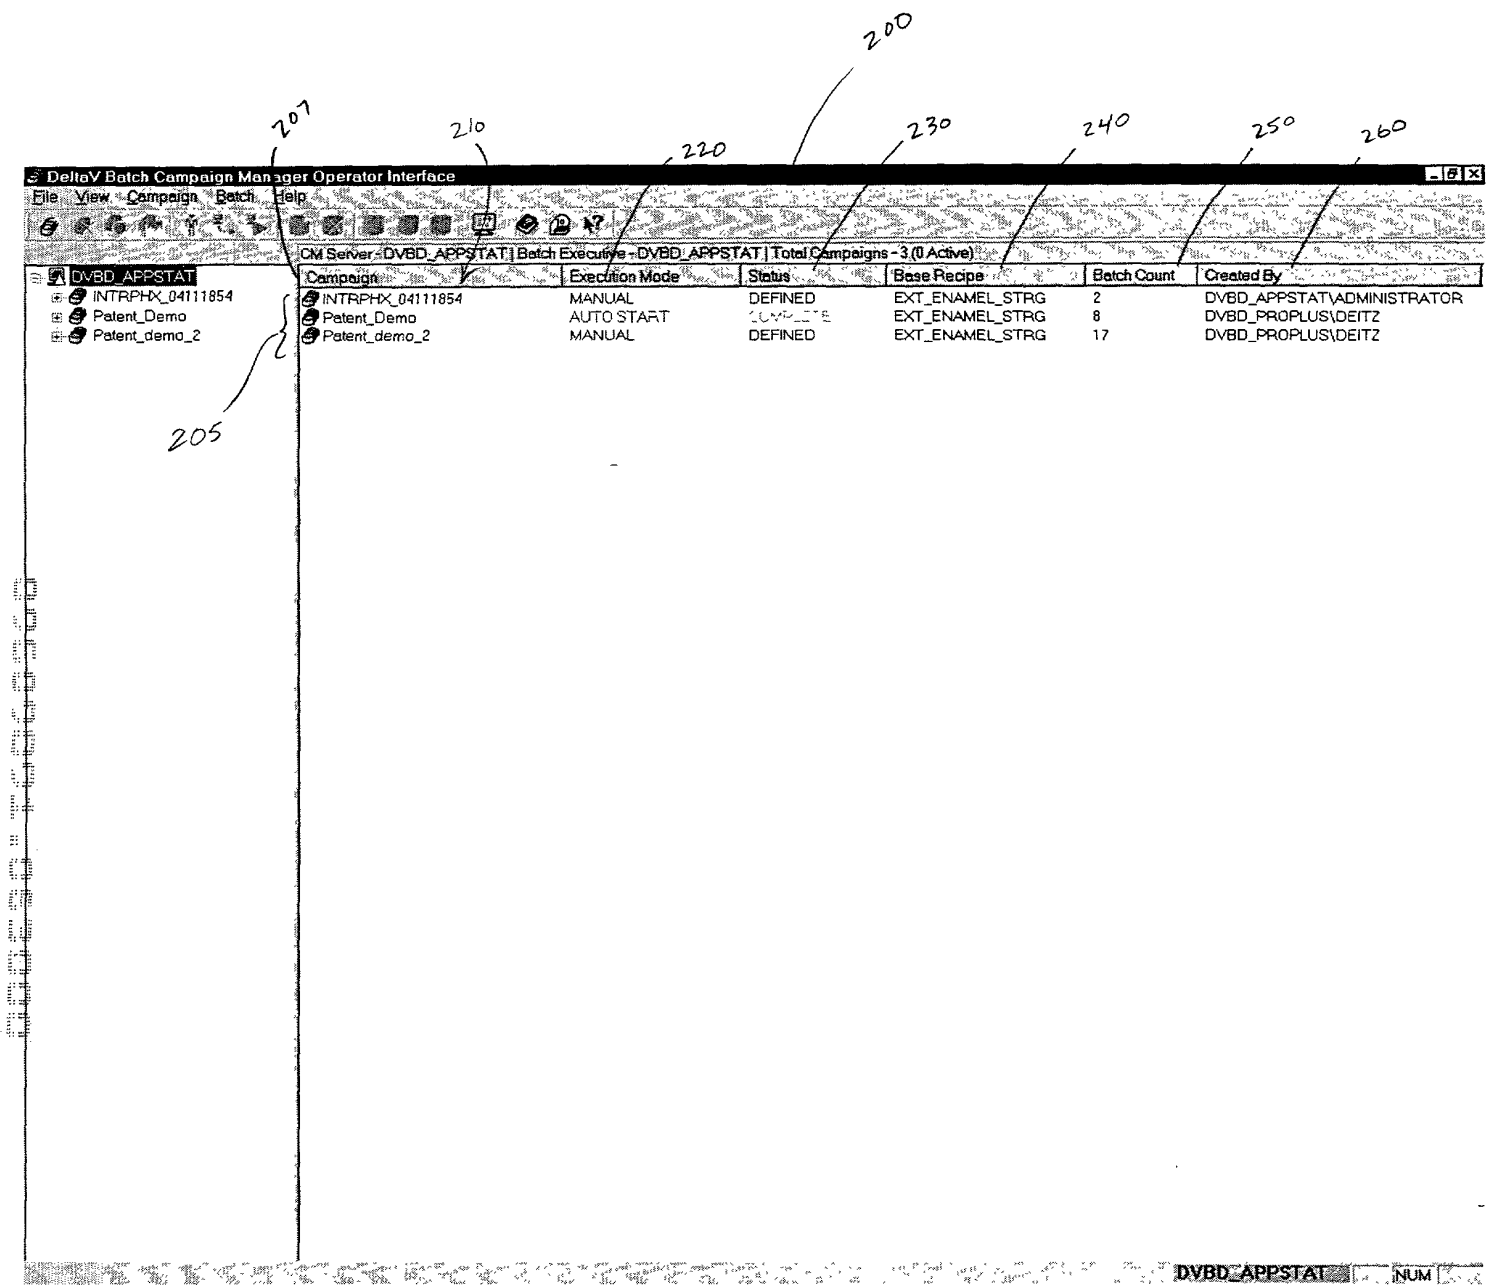 200
207 210 220 230 240 250 260
DeltaV Batch Campaign Manager Operator Interface
File View Campaign Batch Help
CM Server - DVBD_APPSTAT | Batch Executive - DVBD_APPSTAT | Total Campaigns - 3 (0 Active)
DVBD_APPSTAT
INTRPHX_04111854
Patent_Demo
Patent_demo_2
Campaign Execution Mode Status Base Recipe Batch Count Created By
INTRPHX_04111854 MANUAL DEFINED EXT_ENAMEL_STRG 2 DVBD_APPSTAT\ADMINISTRATOR
Patent_Demo AUTO START COMPLETE EXT_ENAMEL_STRG 8 DVBD_PROPLUS\DEITZ
Patent_demo_2 MANUAL DEFINED EXT_ENAMEL_STRG 17 DVBD_PROPLUS\DEITZ
205
DVBD_APPSTAT NUM